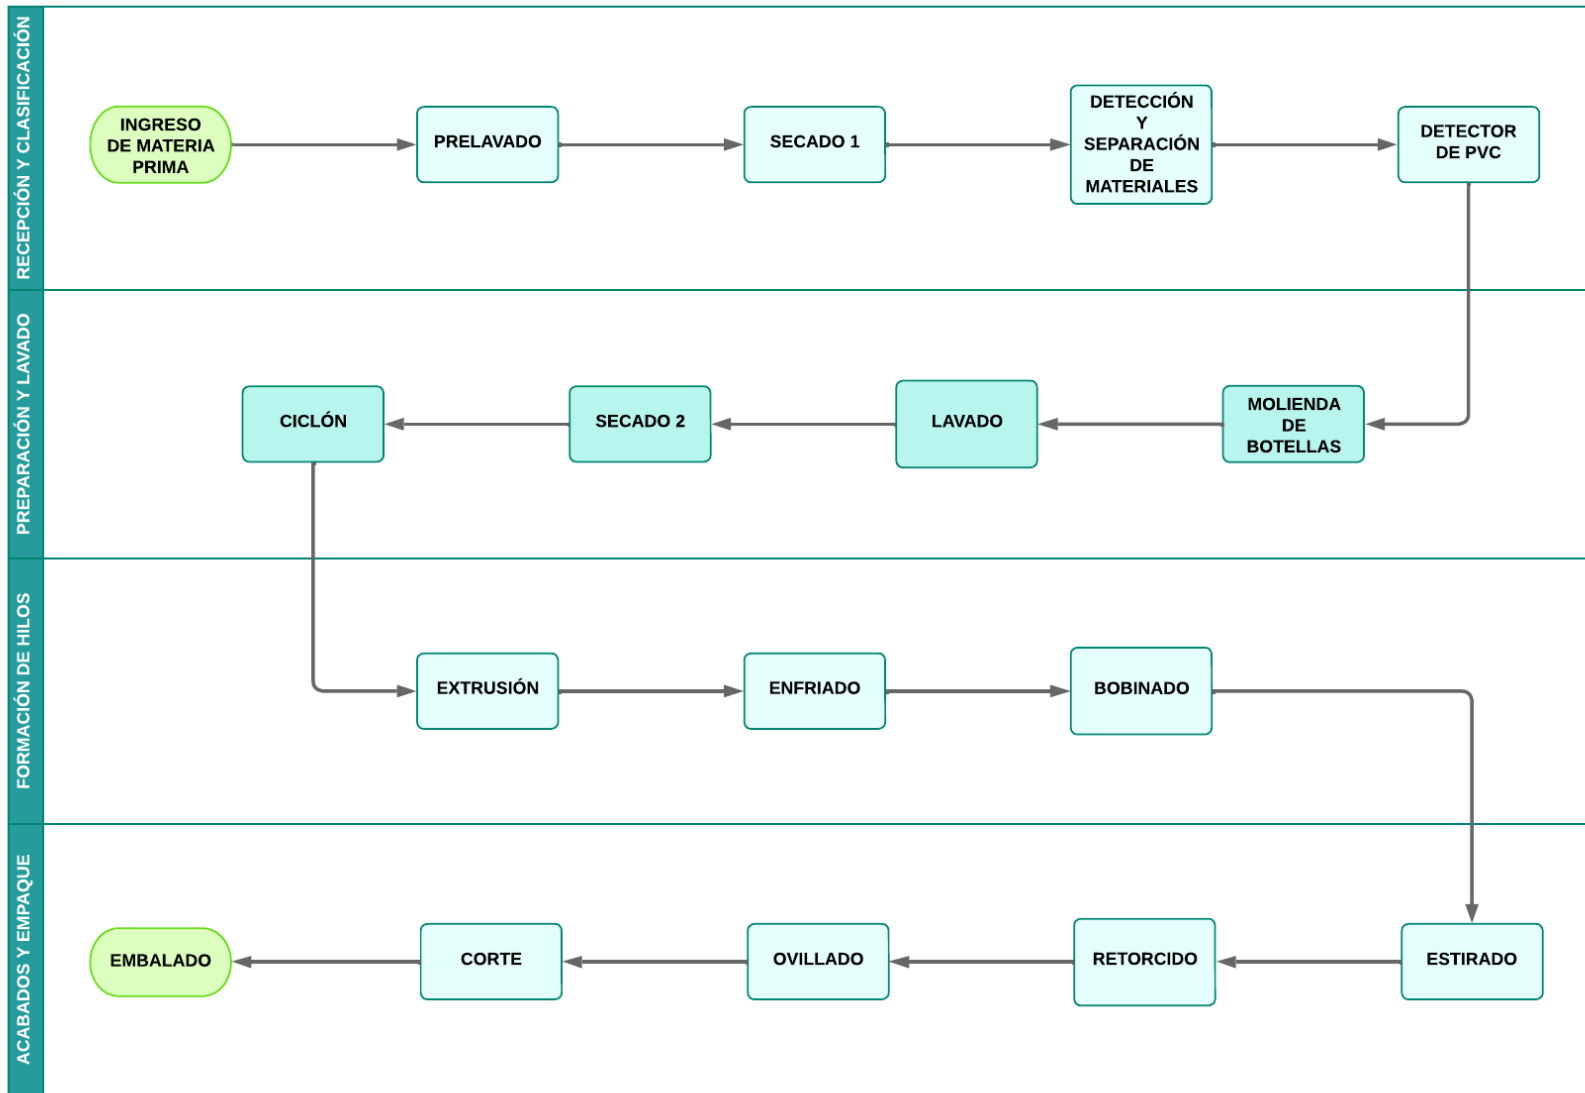 RECEPCIÓN Y CLASIFICACIÓN
INGRESO
DE MATERIA
PRIMA
PRELAVADO
SECADO 1
DETECCIÓN
Y
SEPARACIÓN
DE
MATERIALES
DETECTOR
DE PVC
PREPARACIÓN Y LAVADO
CICLÓN
SECADO 2
LAVADO
MOLIENDA
DE
BOTELLAS
FORMACIÓN DE HILOS
EXTRUSIÓN
ENFRIADO
BOBINADO
ACABADOS Y EMPAQUE
EMBALADO
CORTE
OVILLADO
RETORCIDO
ESTIRADO